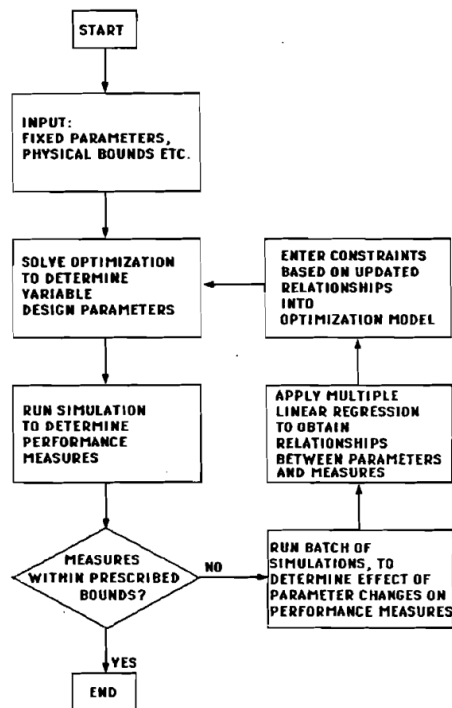 START
INPUT:
FIXED PARAMETERS,
PHYSICAL BOUNDS ETC.
SOLVE OPTIMIZATION
TO DETERMINE
VARIABLE
DESIGN PARAMETERS
ENTER CONSTRAINTS
BASED ON UPDATED
RELATIONSHIPS
INTO
OPTIMIZATION MODEL
RUN SIMULATION
TO DETERMINE
PERFORMANCE
MEASURES
APPLY MULTIPLE
LINEAR REGRESSION
TO OBTAIN
RELATIONSHIPS
BETWEEN PARAMETERS
AND MEASURES
MEASURES
WITHIN PRESCRIBED
BOUNDS?
NO
RUN BATCH OF
SIMULATIONS, TO
DETERMINE EFFECT OF
PARAMETER CHANGES ON
PERFORMANCE MEASURES
YES
END